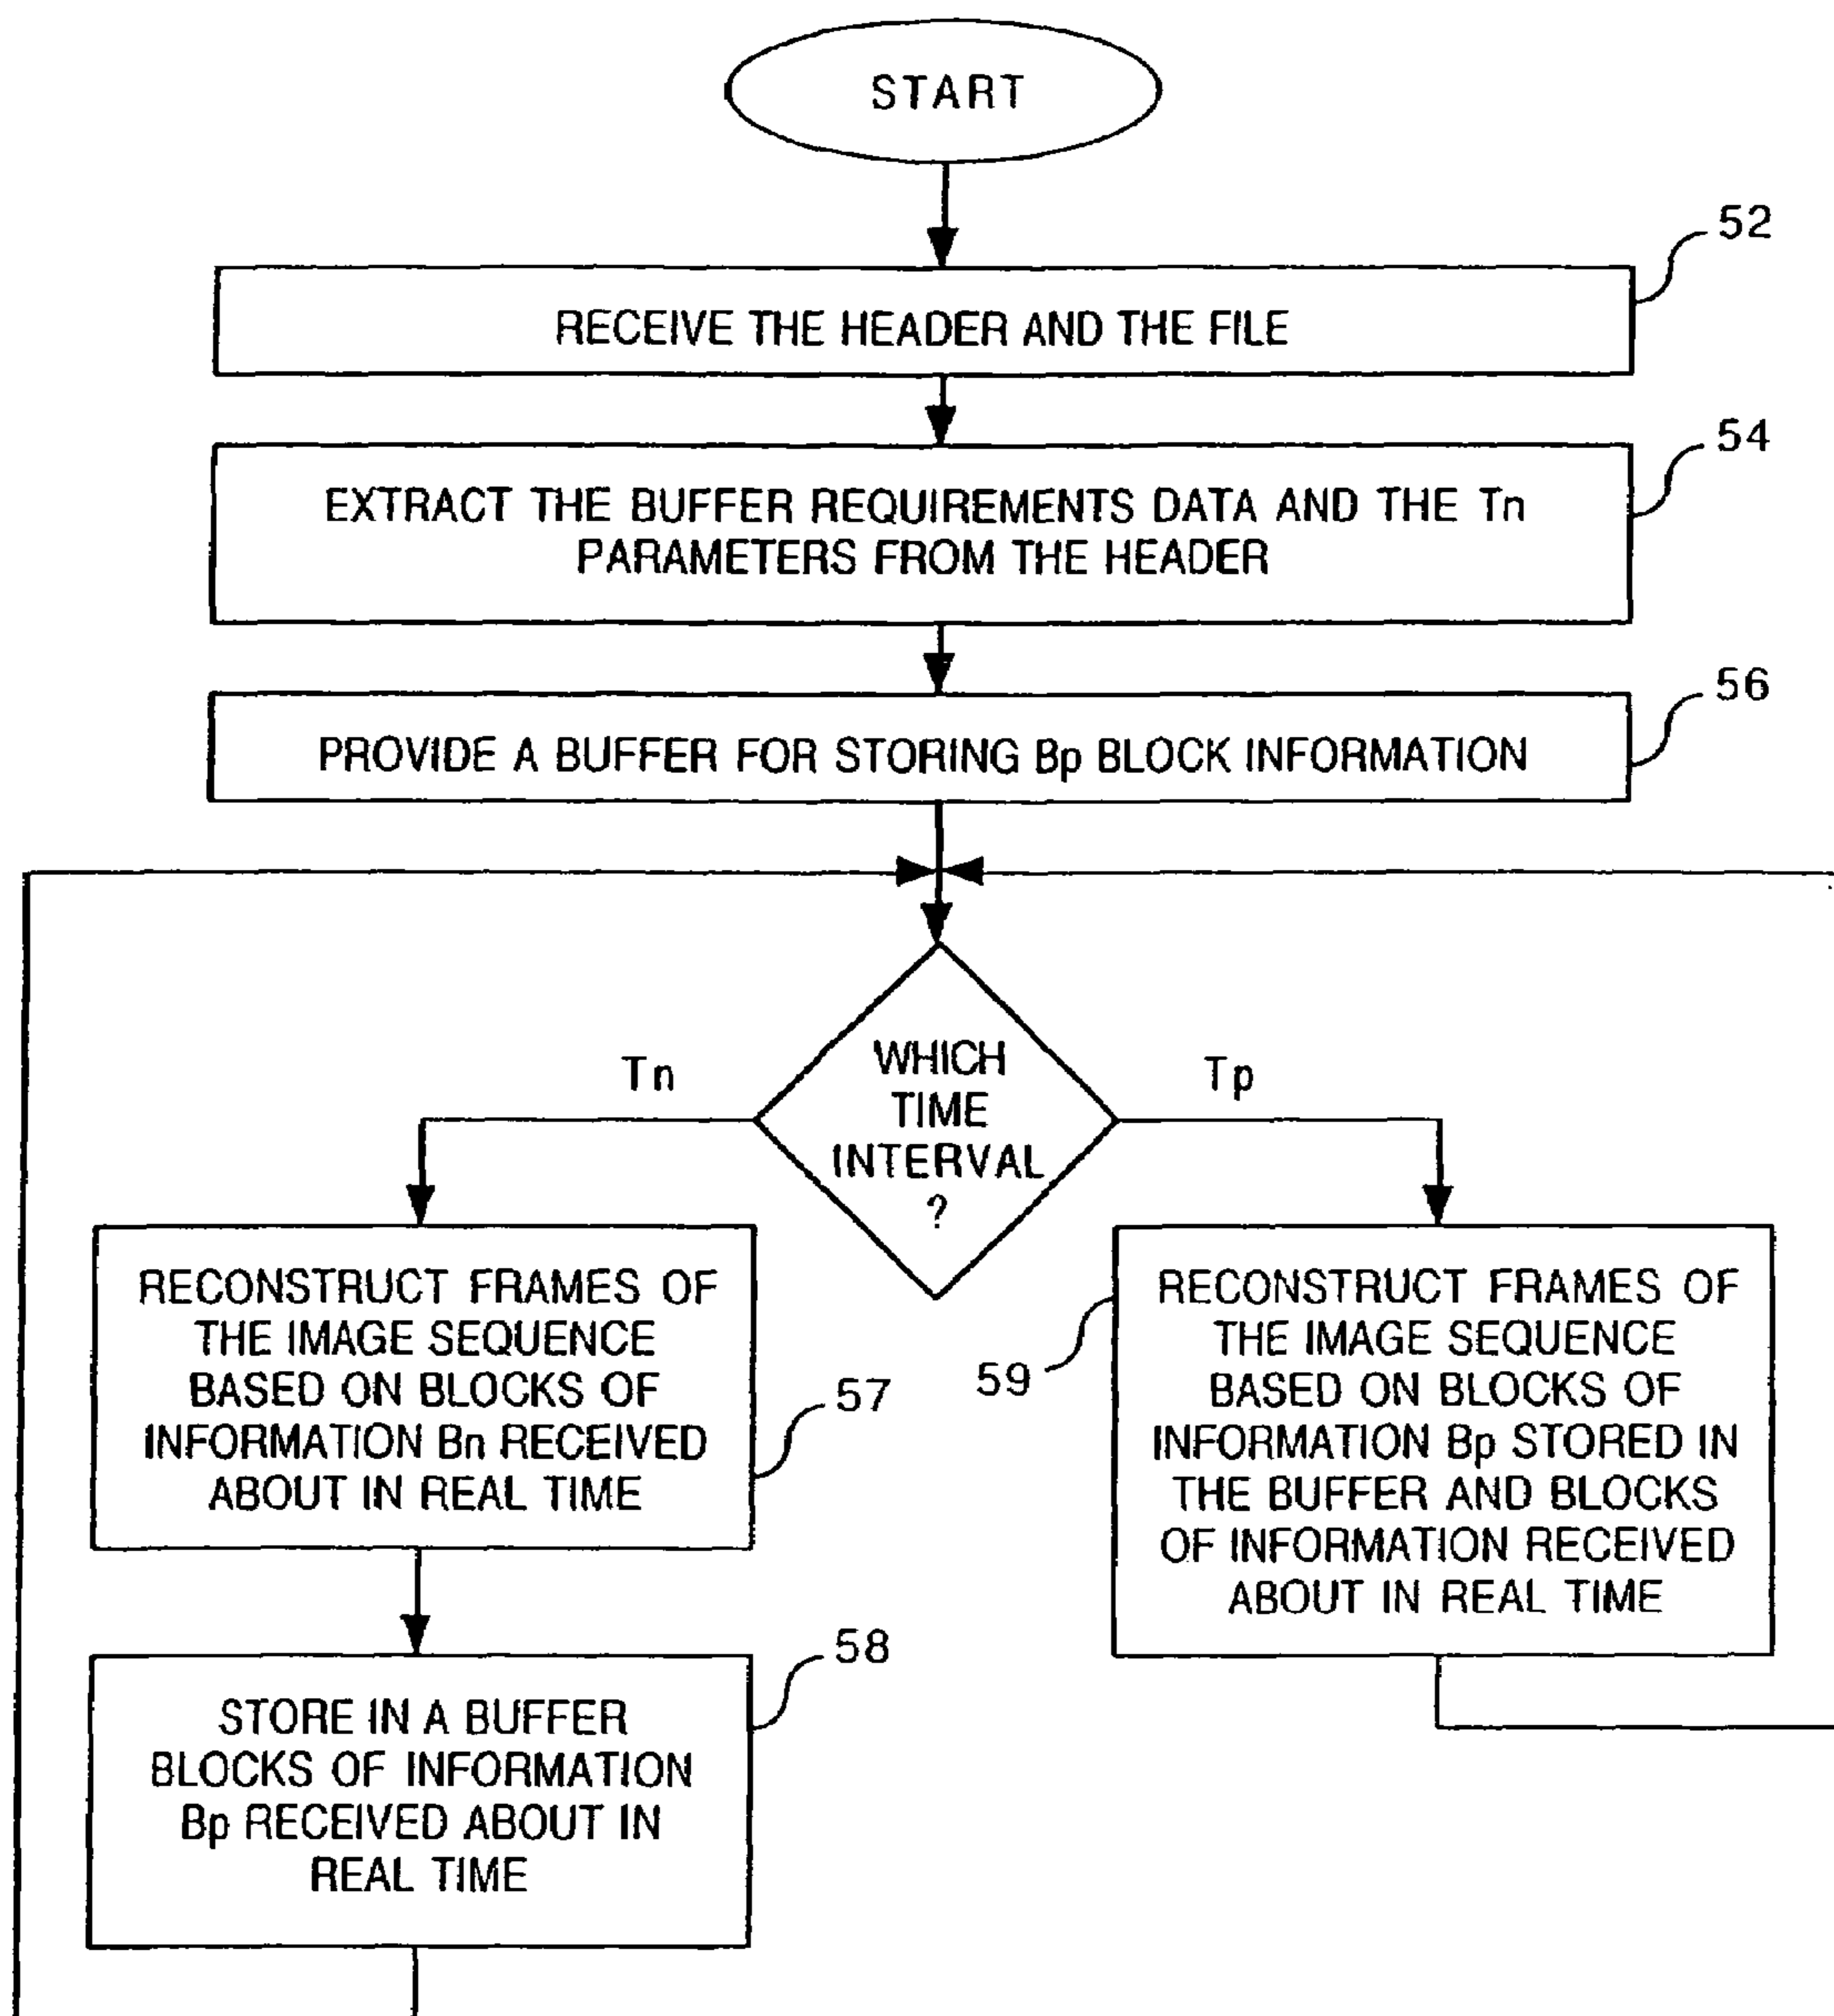 START
52
RECEIVE THE HEADER AND THE FILE
54
EXTRACT THE BUFFER REQUIREMENTS DATA AND THE Tn
PARAMETERS FROM THE HEADER
56
PROVIDE A BUFFER FOR STORING Bp BLOCK INFORMATION
WHICH
TIME
INTERVAL
?
Tn
Tp
RECONSTRUCT FRAMES OF
THE IMAGE SEQUENCE
BASED ON BLOCKS OF
INFORMATION Bn RECEIVED
ABOUT IN REAL TIME
57
59
RECONSTRUCT FRAMES OF
THE IMAGE SEQUENCE
BASED ON BLOCKS OF
INFORMATION Bp STORED IN
THE BUFFER AND BLOCKS
OF INFORMATION RECEIVED
ABOUT IN REAL TIME
58
STORE IN A BUFFER
BLOCKS OF INFORMATION
Bp RECEIVED ABOUT IN
REAL TIME